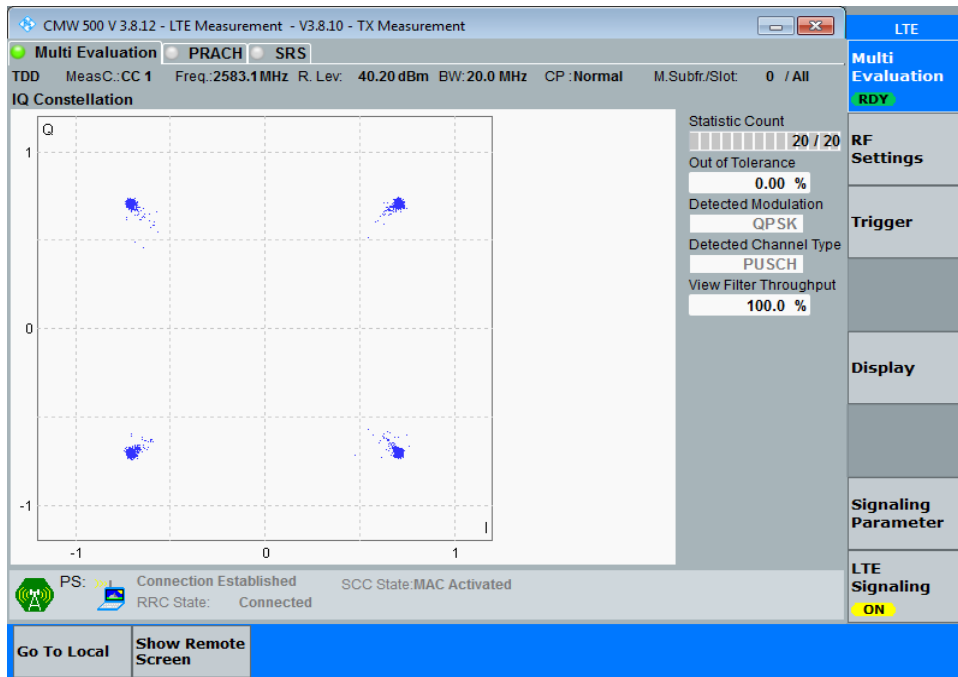 CMW 500 V 3.8.12 - LTE Measurement - V3.8.10 - TX Measurement
LTE
Multi Evaluation PRACH SRS
TDD MeasC.:CC 1 Freq.:2583.1 MHz R. Lev: 40.20 dBm BW: 20.0 MHz CP : Normal M.Subfr./Slot: 0 / All
IQ Constellation
Q
1
0
-1
-1 0 1
I
Statistic Count
20 / 20
Out of Tolerance
0.00 %
Detected Modulation
QPSK
Detected Channel Type
PUSCH
View Filter Throughput
100.0 %
Multi
Evaluation
RDY
RF
Settings
Trigger
Display
Signaling
Parameter
LTE
Signaling
ON
PS: Connection Established SCC State:MAC Activated
RRC State: Connected
Go To Local
Show Remote
Screen